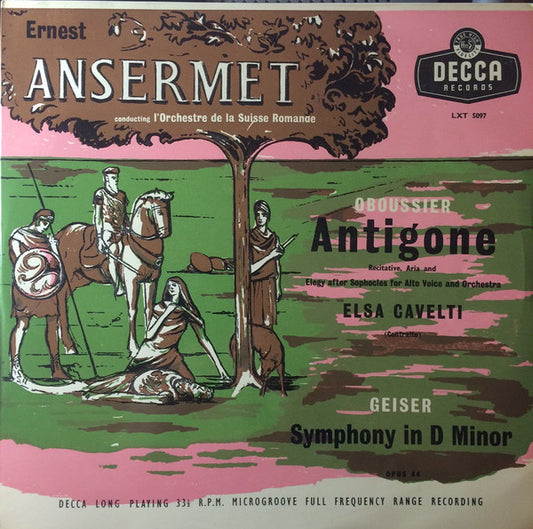 Ernest
ANSERMET
conducting l'Orchestre de la Suisse Romande
DECCA
RECORDS
LXT 5097
OBOUSSIER
Antigone
Recitative, Aria and
Elegy after Sophocles for Alto Voice and Orchestra
ELSA CAVELTI
(Contralto)
GEISER
Symphony in D Minor
OPUS 44
DECCA LONG PLAYING 33⅓ R.P.M. MICROGROOVE FULL FREQUENCY RANGE RECORDING